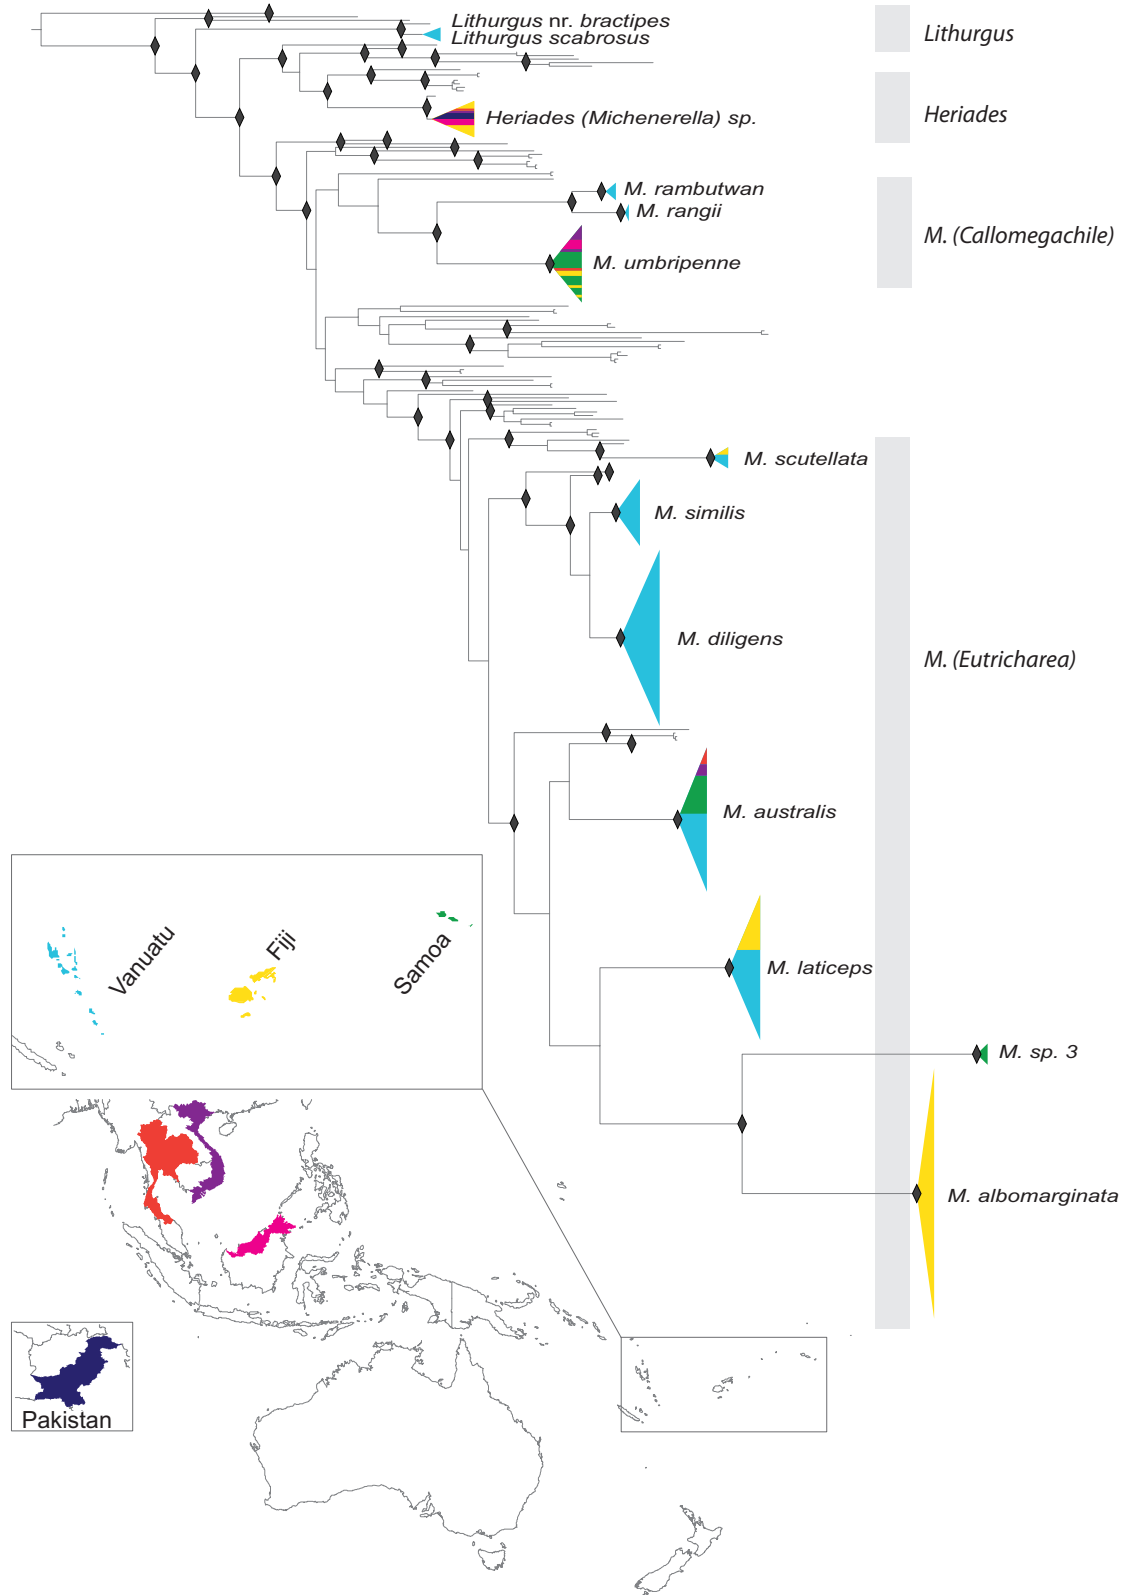 Lithurgus nr. bractipes
Lithurgus scabrosus
Lithurgus
Heriades (Michenerella) sp.
Heriades
M. rambutwan
M. rangii
M. umbripenne
M. (Callomegachile)
M. scutellata
M. similis
M. diligens
M. (Eutricharea)
M. australis
M. laticeps
M. sp. 3
M. albomarginata
Vanuatu
Fiji
Samoa
Pakistan